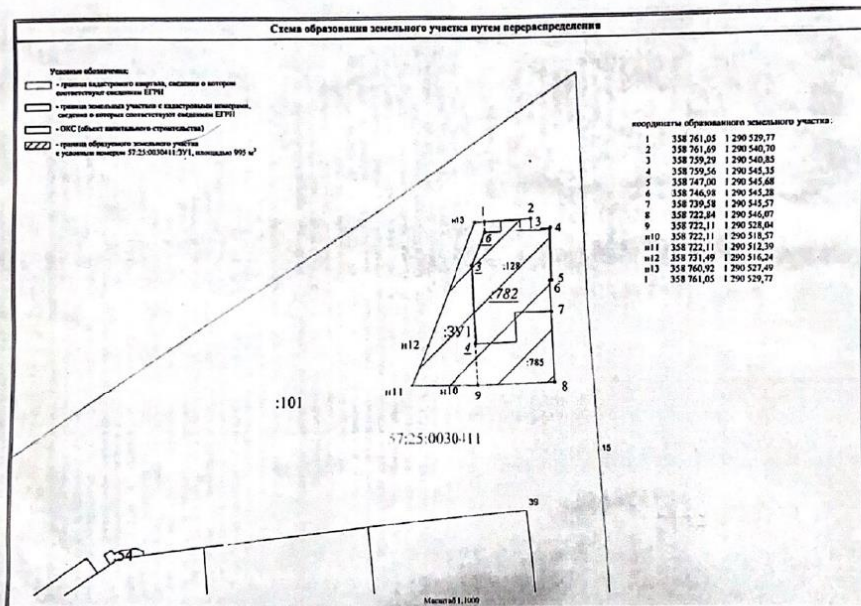 Схема образования земельного участка путем перераспределения
Условные обозначения:
- граница кадастрового квартала, сведения о котором
соответствуют сведениям ЕГРН
- граница земельных участков с кадастровыми номерами,
сведения о которых соответствуют сведениям ЕГРН
- ОКС (объект капитального строительства)
- граница образуемого земельного участка
с условным номером 57:25:0030411:ЗУ1, площадью 995 м²
координаты образованного земельного участка:
1 358 761,05 1 290 529,77
2 358 761,69 1 290 540,70
3 358 759,29 1 290 540,85
4 358 759,56 1 290 545,35
5 358 747,00 1 290 545,68
6 358 746,98 1 290 545,28
7 358 739,58 1 290 545,57
8 358 722,84 1 290 546,07
9 358 722,11 1 290 528,04
н10 358 722,11 1 290 518,57
н11 358 722,11 1 290 512,39
н12 358 731,49 1 290 516,24
н13 358 760,92 1 290 527,49
1 358 761,05 1 290 529,77
н13
1
2
3
4
6
3
:128
5
:782
6
7
:ЗУ1
н12
4
:785
н11
н10
9
8
:101
57:25:0030411
15
39
54
Масштаб 1:1000